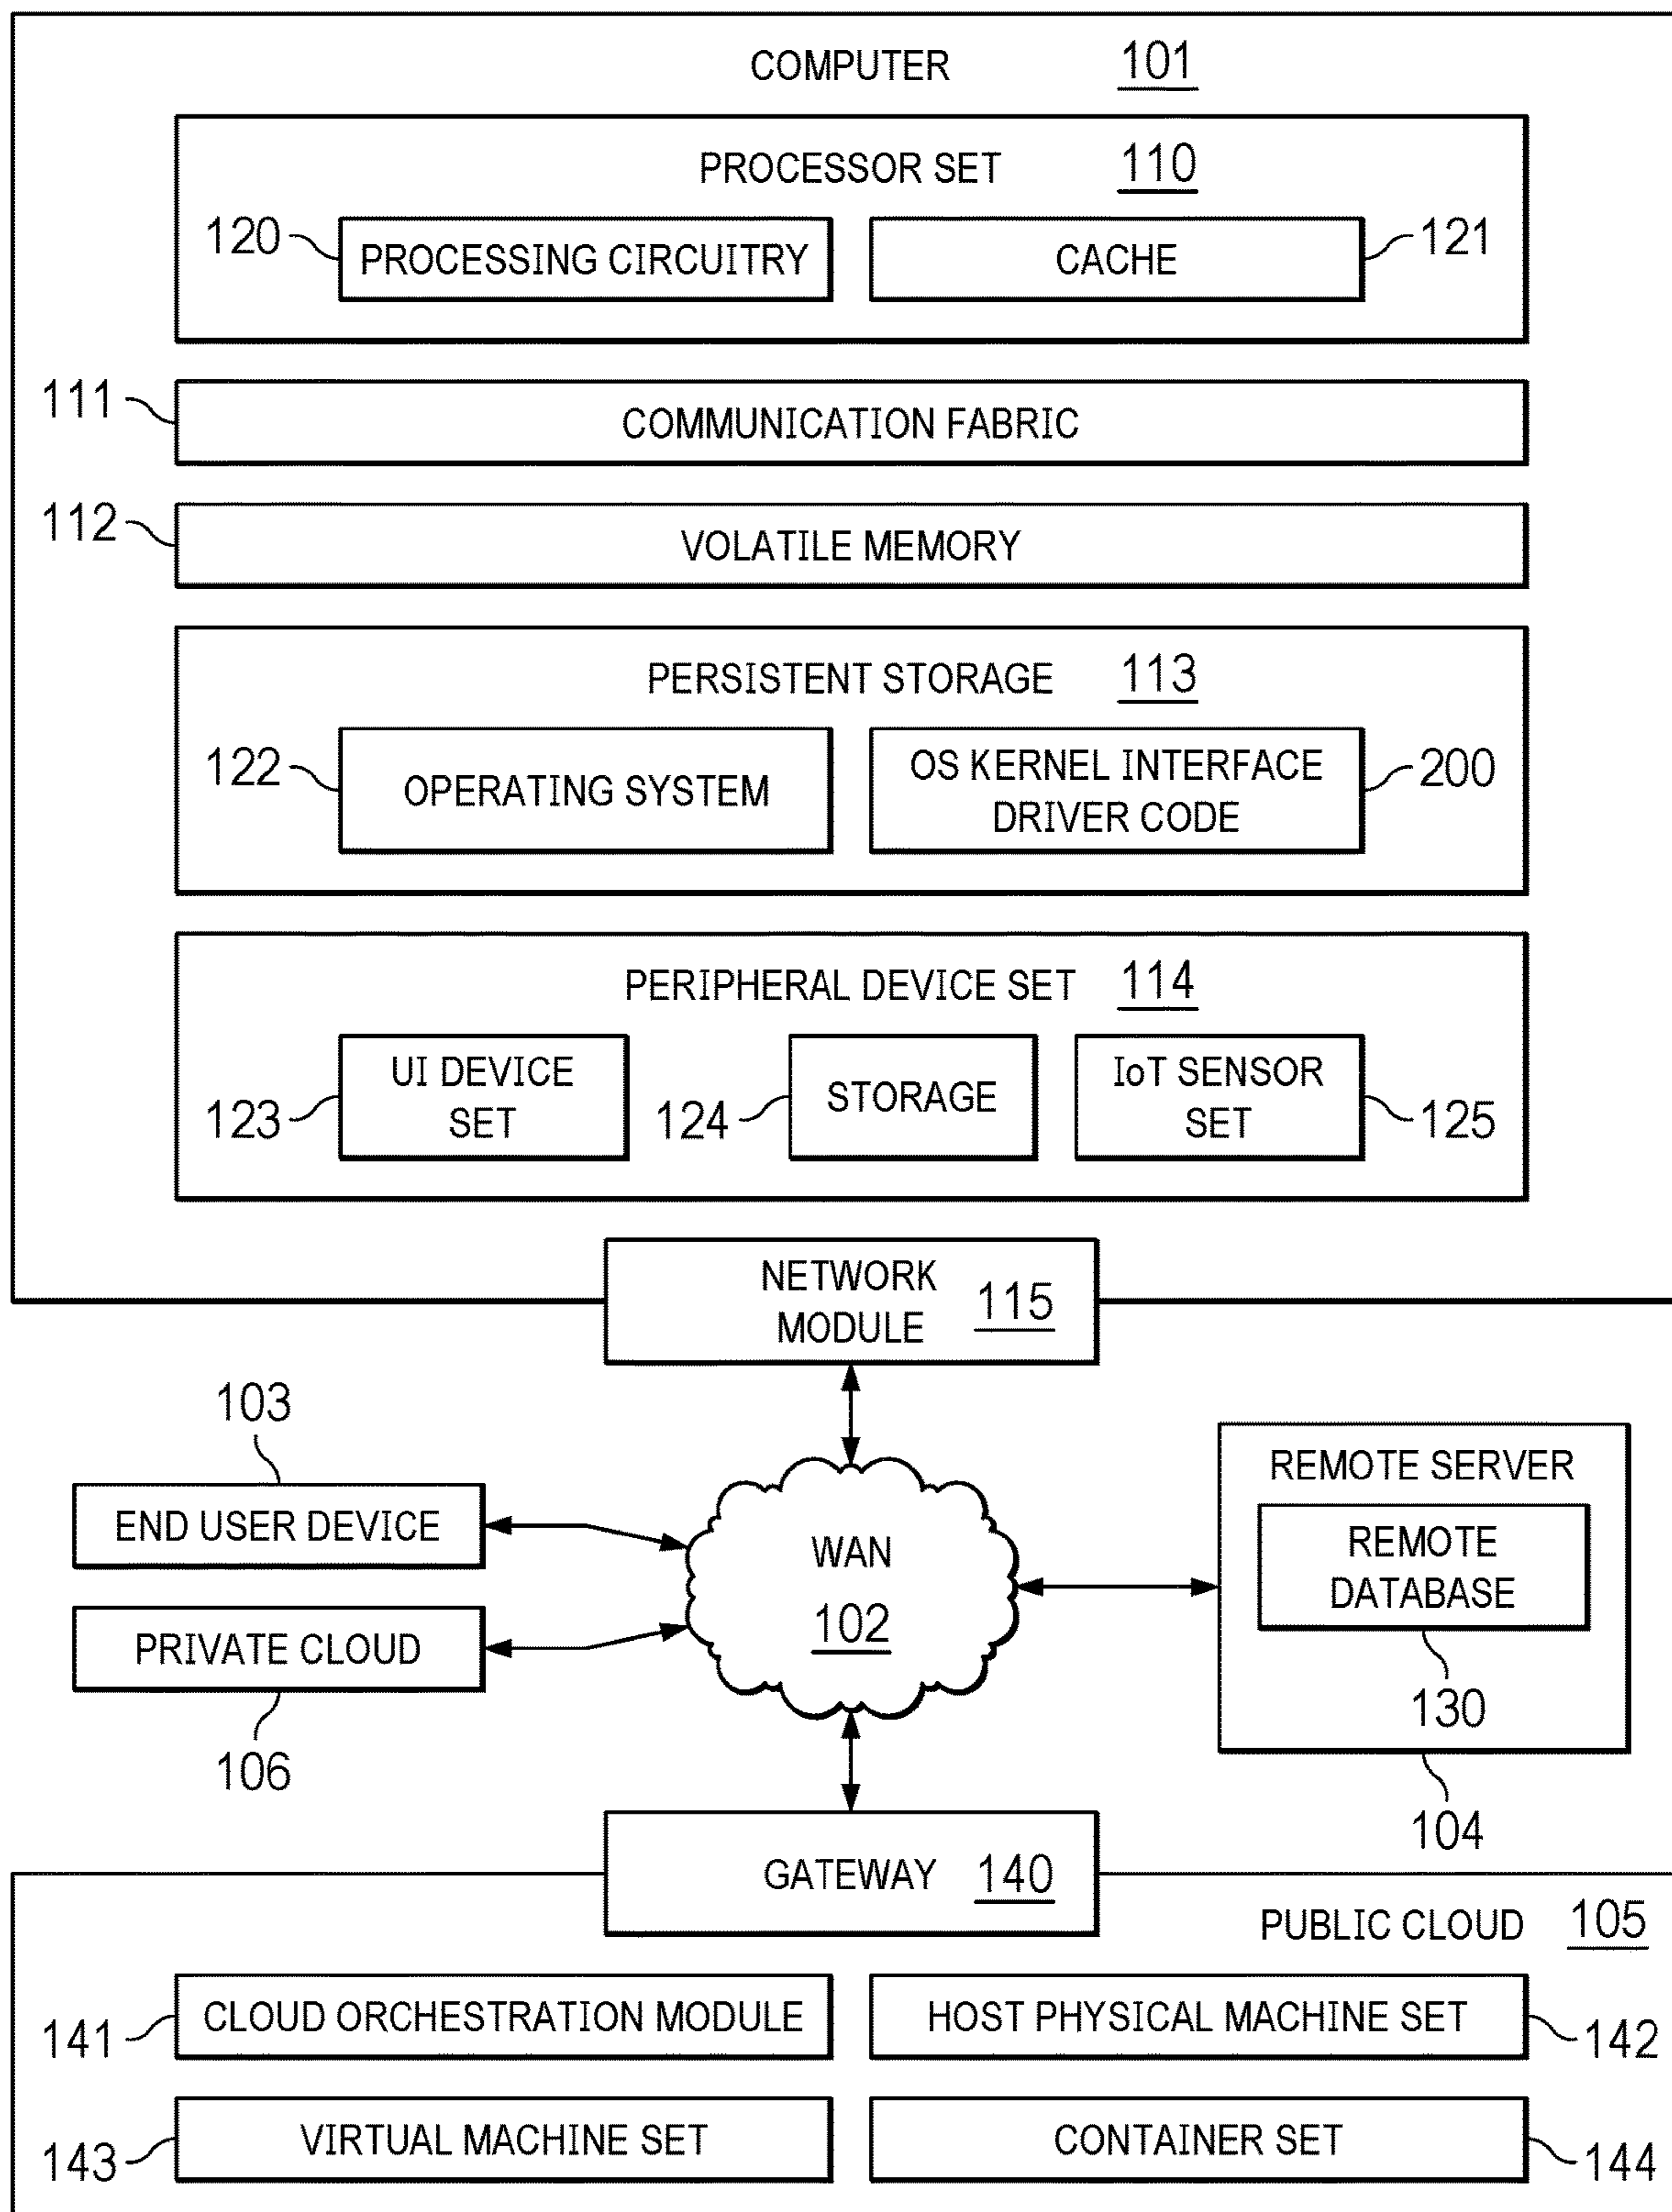 COMPUTER 101
PROCESSOR SET 110
120 PROCESSING CIRCUITRY CACHE 121
111 COMMUNICATION FABRIC
112 VOLATILE MEMORY
PERSISTENT STORAGE 113
122 OPERATING SYSTEM
OS KERNEL INTERFACE
DRIVER CODE
200
PERIPHERAL DEVICE SET 114
123
UI DEVICE
SET
124 STORAGE
IoT SENSOR
SET
125
NETWORK
MODULE
115
103
END USER DEVICE
PRIVATE CLOUD
106
WAN
102
REMOTE SERVER
REMOTE
DATABASE
130
104
GATEWAY 140
PUBLIC CLOUD 105
141 CLOUD ORCHESTRATION MODULE HOST PHYSICAL MACHINE SET 142
143 VIRTUAL MACHINE SET CONTAINER SET 144